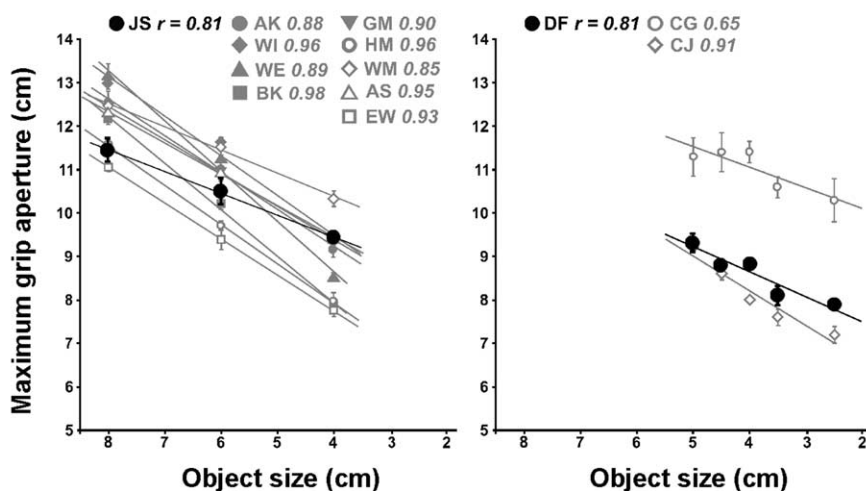 JS r = 0.81
AK 0.88
GM 0.90
WI 0.96
HM 0.96
WE 0.89
WM 0.85
BK 0.98
AS 0.95
EW 0.93
Maximum grip aperture (cm)
14
13
12
11
10
9
8
7
6
5
8 7 6 5 4 3 2
Object size (cm)
DF r = 0.81
CG 0.65
CJ 0.91
14
13
12
11
10
9
8
7
6
5
8 7 6 5 4 3 2
Object size (cm)